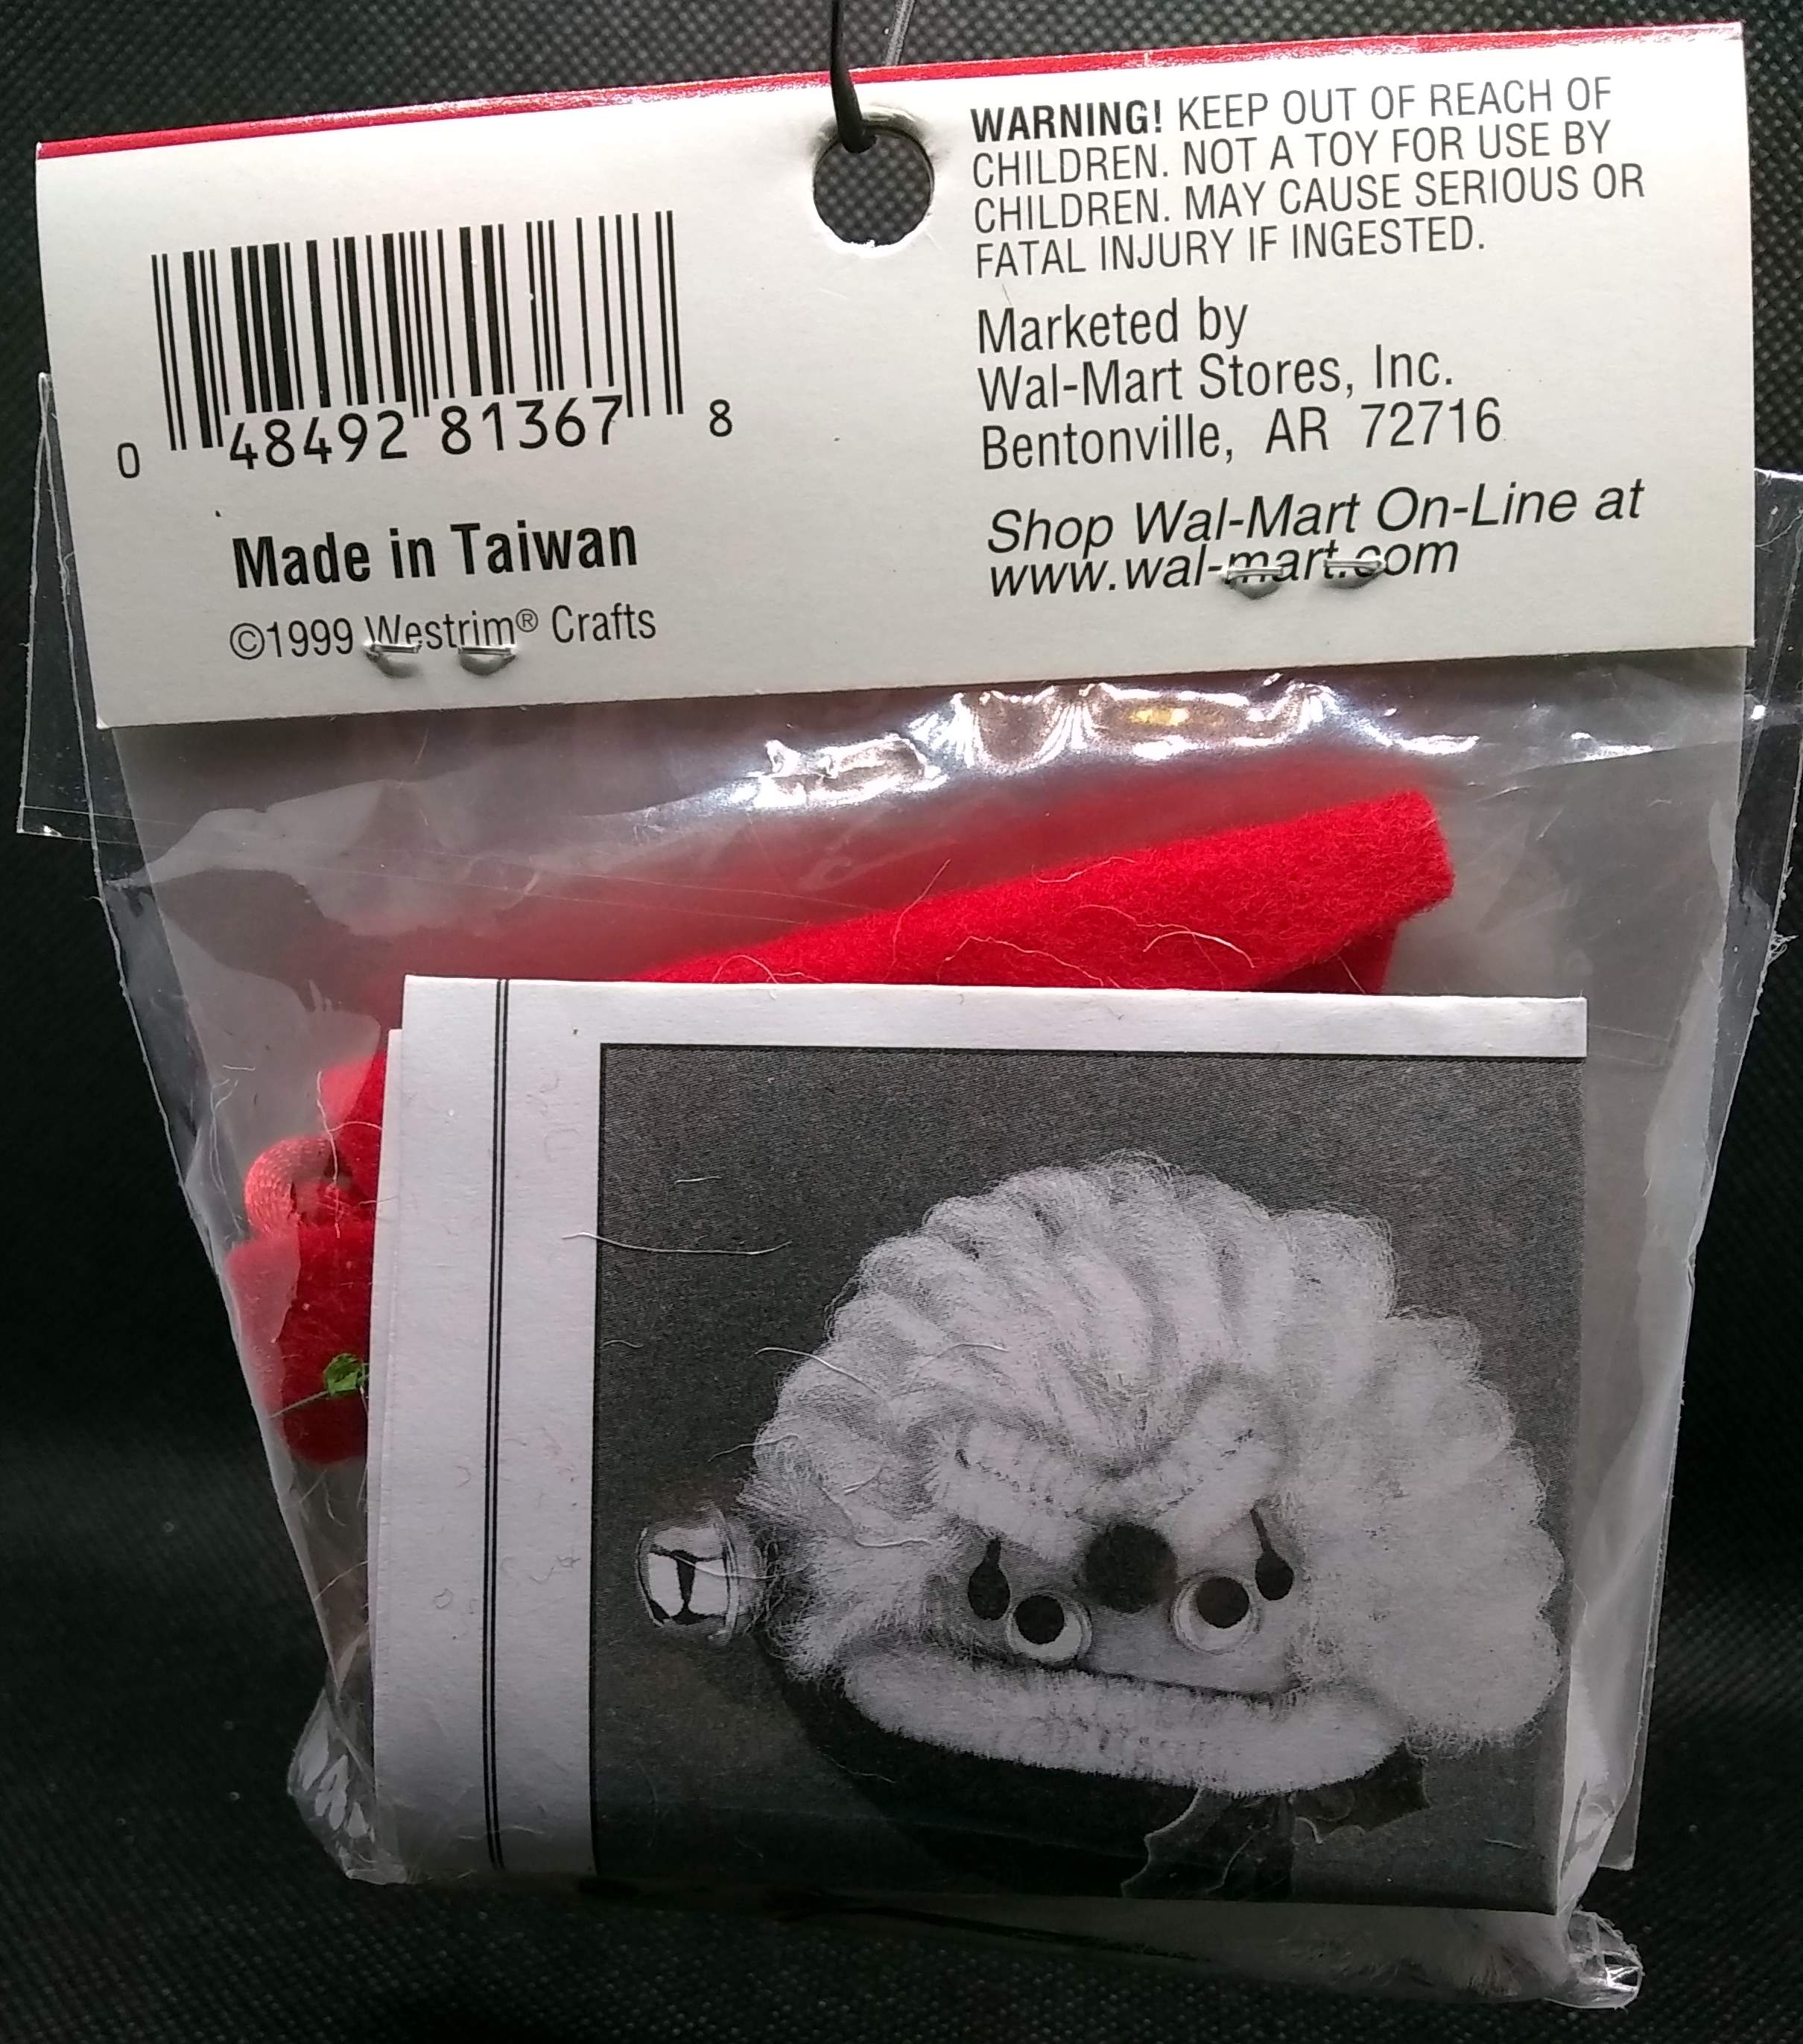 WARNING! KEEP OUT OF REACH OF
CHILDREN. NOT A TOY FOR USE BY
CHILDREN. MAY CAUSE SERIOUS OR
FATAL INJURY IF INGESTED.
Marketed by
Wal-Mart Stores, Inc.
Bentonville, AR 72716
Shop Wal-Mart On-Line at
www.wal-mart.com
0 48492 81367 8
Made in Taiwan
©1999 Westrim® Crafts